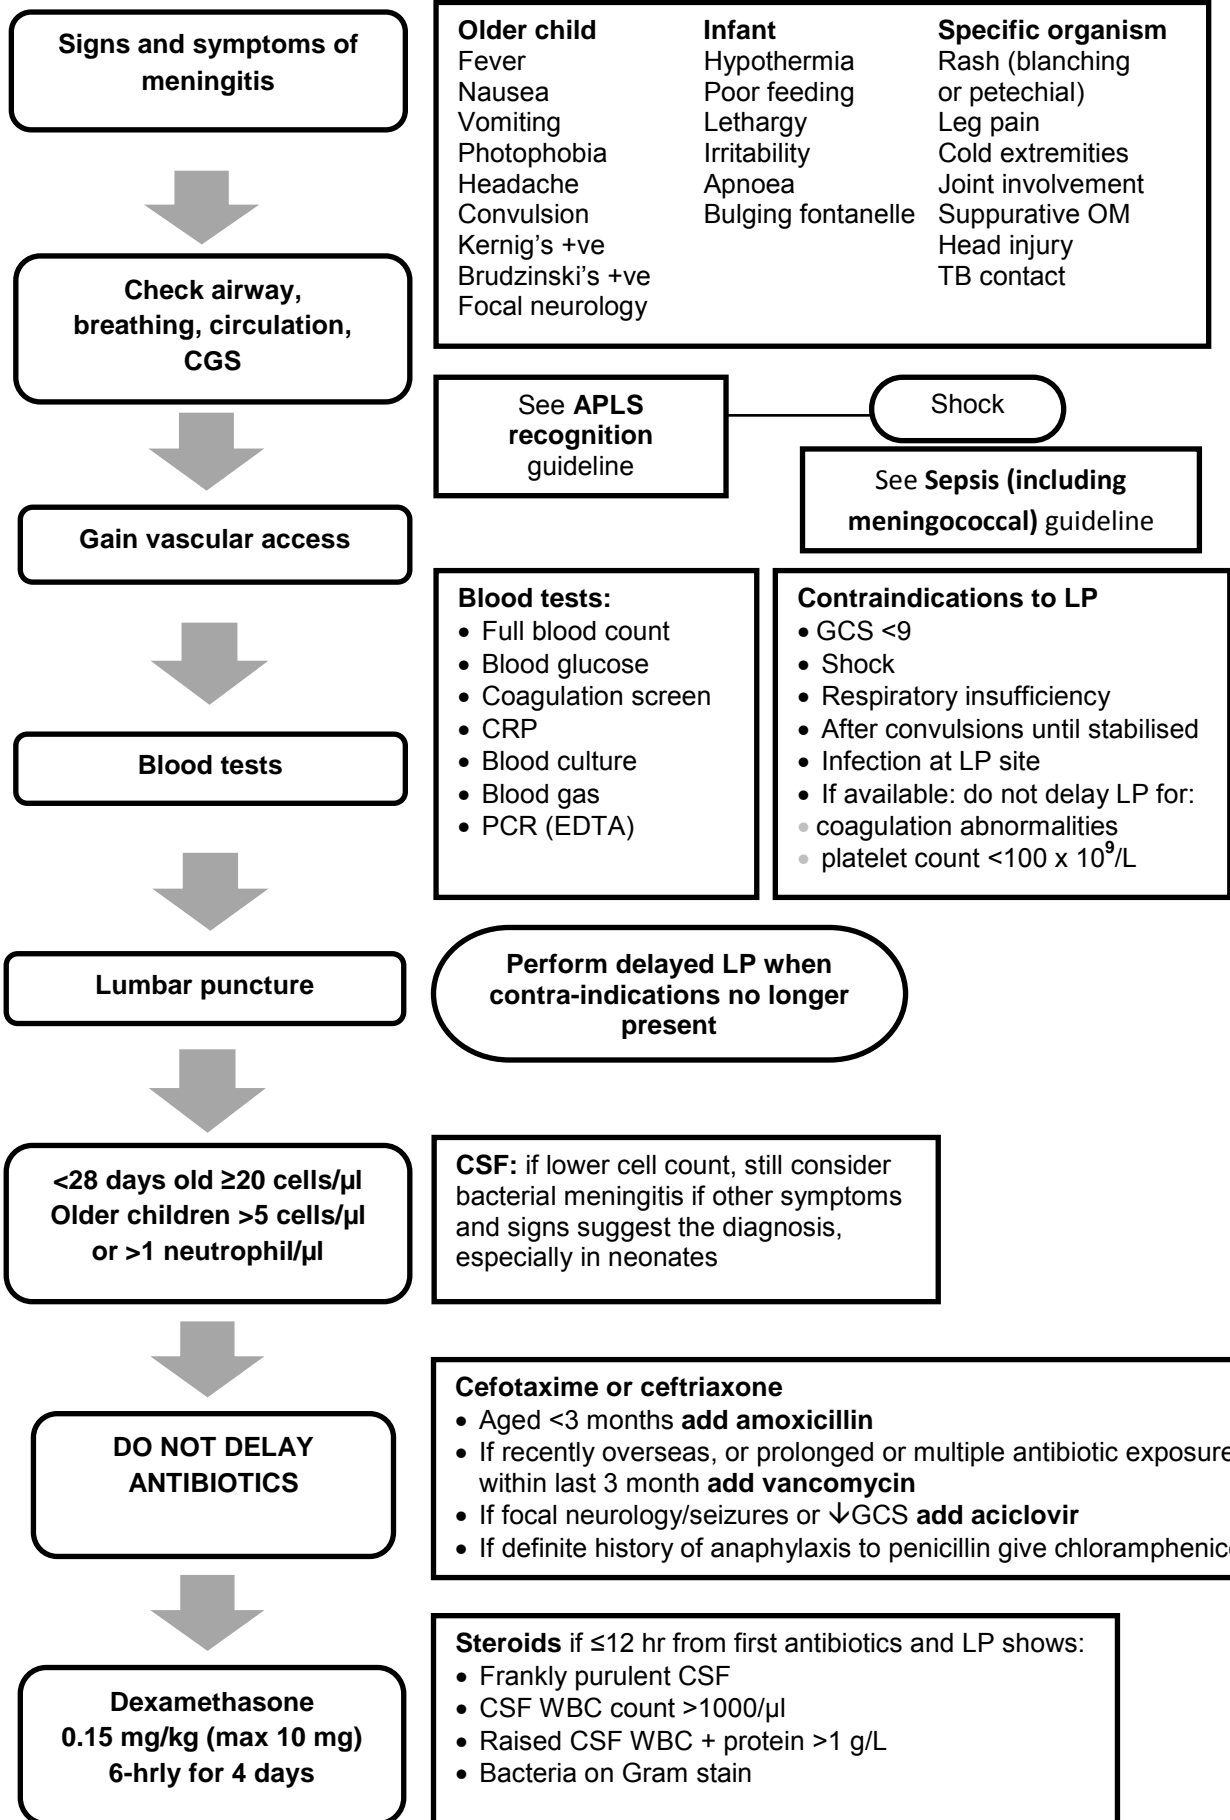 Signs and symptoms of
meningitis
Older child
Fever
Nausea
Vomiting
Photophobia
Headache
Convulsion
Kernig's +ve
Brudzinski's +ve
Focal neurology
Infant
Hypothermia
Poor feeding
Lethargy
Irritability
Apnoea
Bulging fontanelle
Specific organism
Rash (blanching
or petechial)
Leg pain
Cold extremities
Joint involvement
Suppurative OM
Head injury
TB contact
Check airway,
breathing, circulation,
CGS
See APLS
recognition
guideline
Shock
See Sepsis (including
meningococcal) guideline
Gain vascular access
Blood tests
Blood tests:
• Full blood count
• Blood glucose
• Coagulation screen
• CRP
• Blood culture
• Blood gas
• PCR (EDTA)
Contraindications to LP
• GCS <9
• Shock
• Respiratory insufficiency
• After convulsions until stabilised
• Infection at LP site
• If available: do not delay LP for:
• coagulation abnormalities
• platelet count <100 x 10⁹/L
Lumbar puncture
Perform delayed LP when
contra-indications no longer
present
<28 days old ≥20 cells/µl
Older children >5 cells/µl
or >1 neutrophil/µl
CSF: if lower cell count, still consider
bacterial meningitis if other symptoms
and signs suggest the diagnosis,
especially in neonates
DO NOT DELAY
ANTIBIOTICS
Cefotaxime or ceftriaxone
• Aged <3 months add amoxicillin
• If recently overseas, or prolonged or multiple antibiotic exposure
within last 3 month add vancomycin
• If focal neurology/seizures or ↓GCS add aciclovir
• If definite history of anaphylaxis to penicillin give chloramphenic
Dexamethasone
0.15 mg/kg (max 10 mg)
6-hrly for 4 days
Steroids if ≤12 hr from first antibiotics and LP shows:
• Frankly purulent CSF
• CSF WBC count >1000/µl
• Raised CSF WBC + protein >1 g/L
• Bacteria on Gram stain